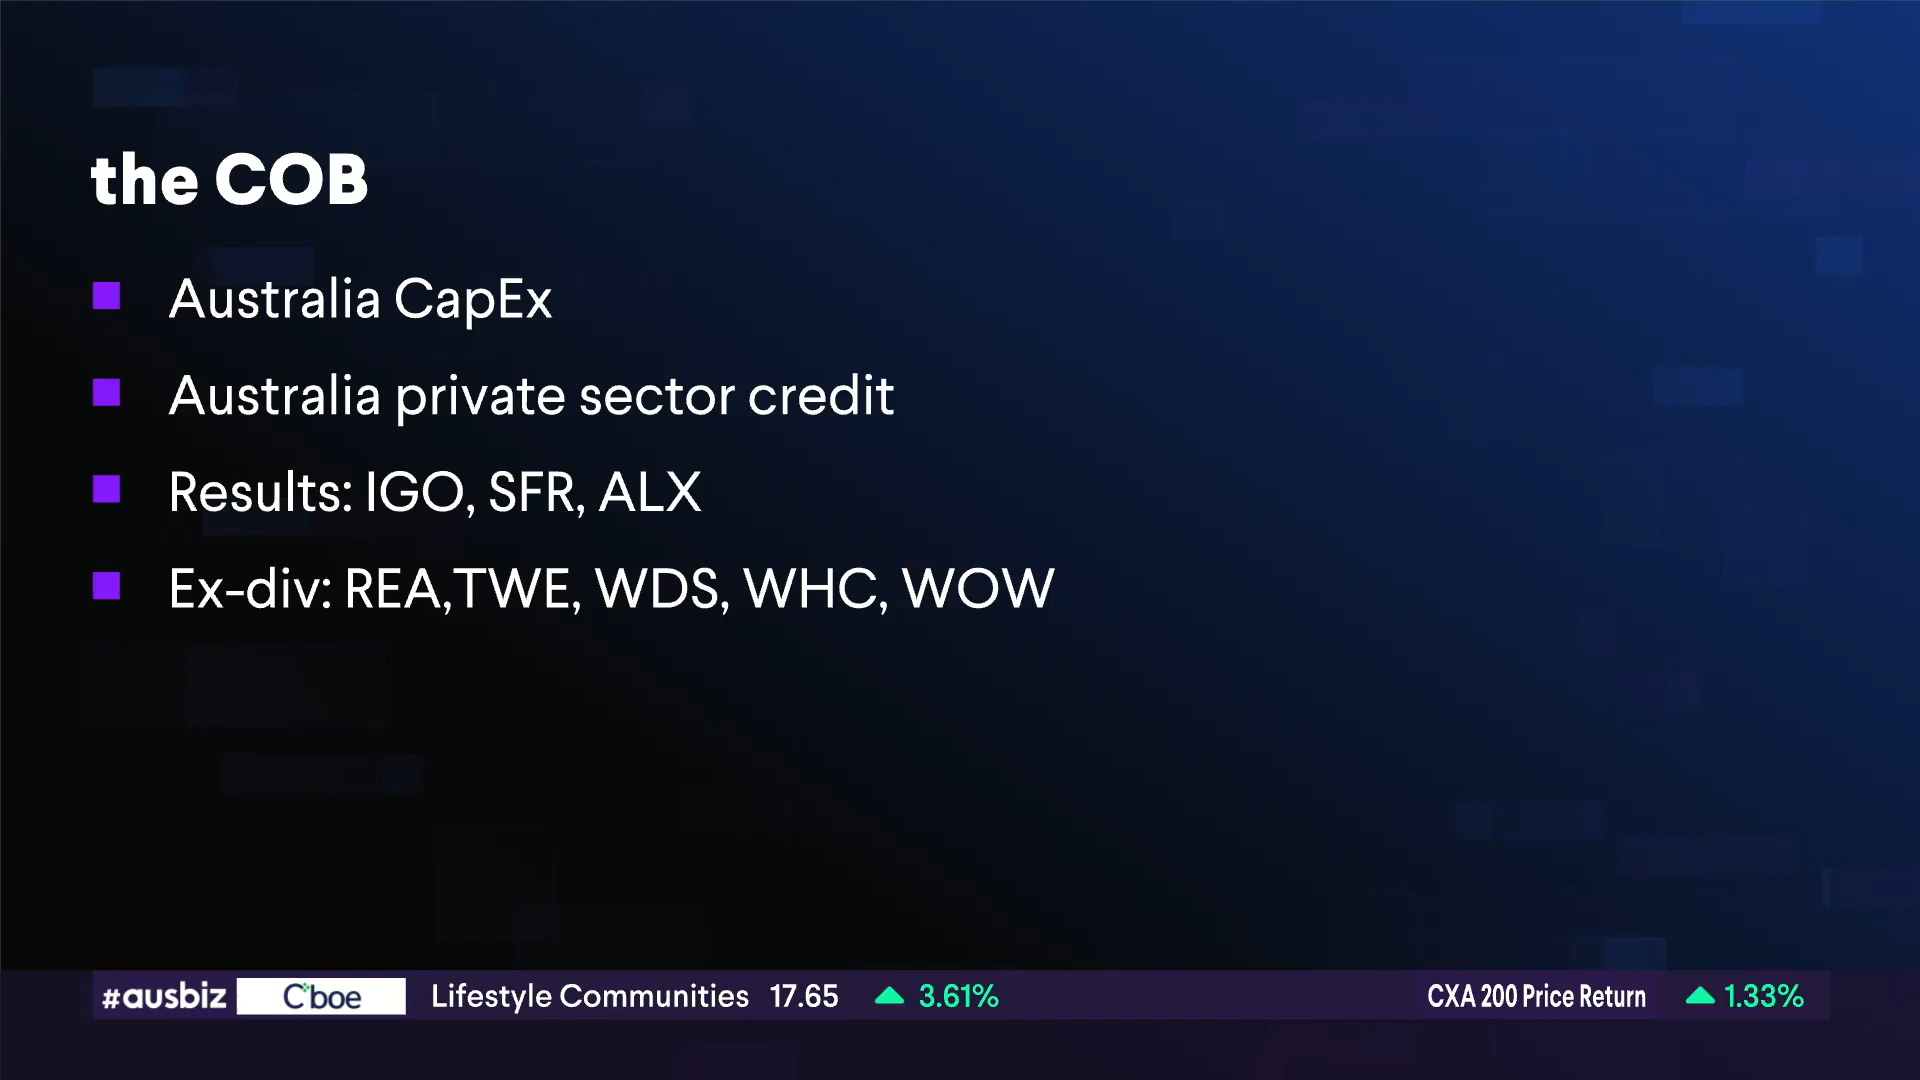 the COB
Australia CapEx
Australia private sector credit
Results: IGO, SFR, ALX
Ex-div: REA,TWE, WDS, WHC, WOW
#ausbiz Cboe Lifestyle Communities 17.65 3.61% CXA 200 Price Return 1.33%